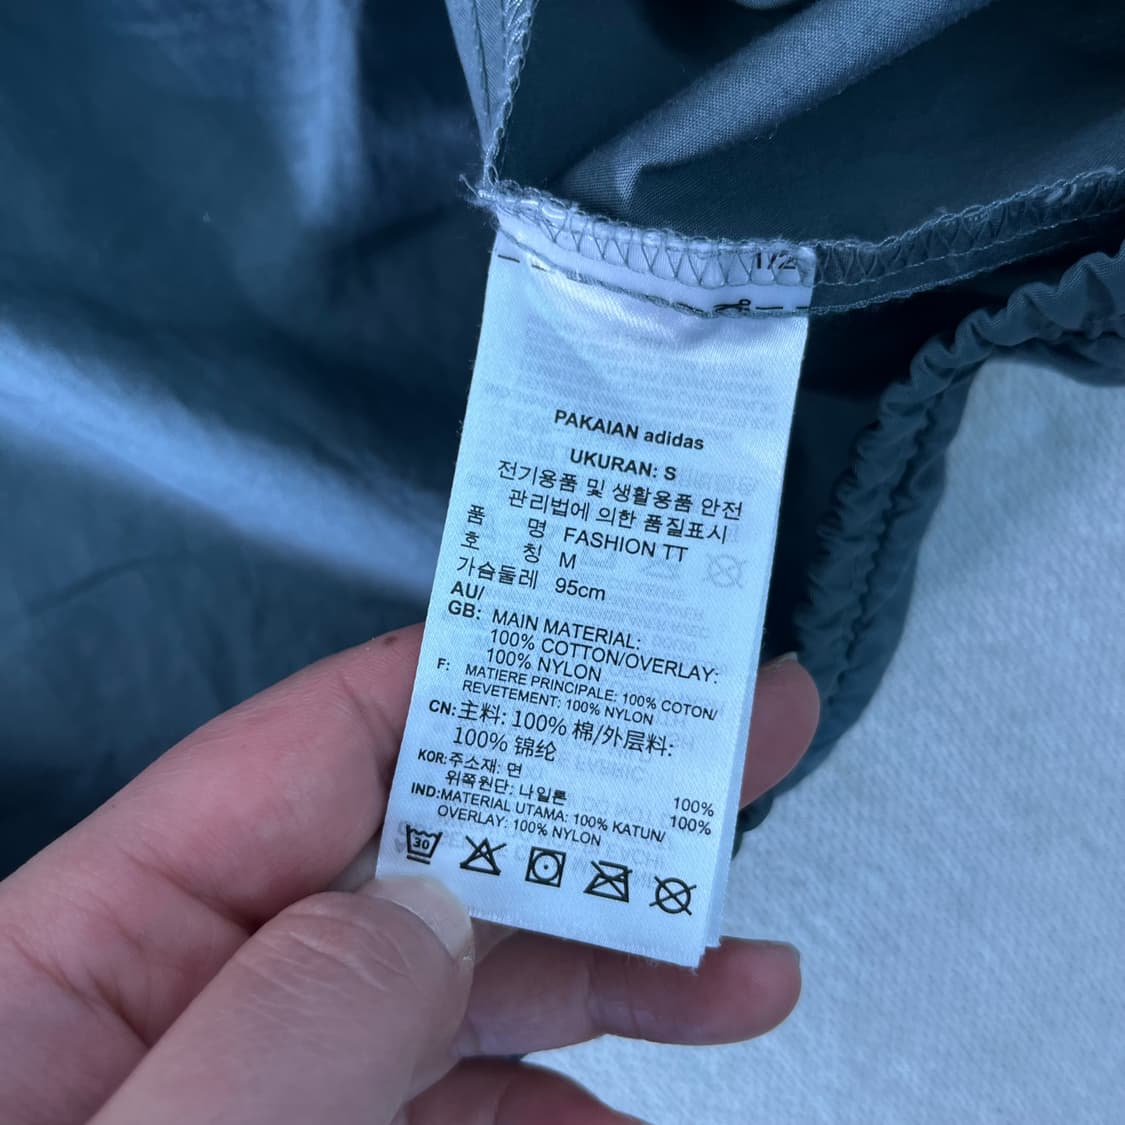 1/2
PAKAIAN adidas
UKURAN: S
전기용품 및 생활용품 안전
관리법에 의한 품질표시
품 명 FASHION TT
호 칭 M
가슴둘레 95cm
AU/
GB: MAIN MATERIAL:
100% COTTON/OVERLAY:
100% NYLON
F: MATIERE PRINCIPALE: 100% COTON/
REVETEMENT: 100% NYLON
CN:主料: 100% 棉/外层料:
100% 锦纶
KOR:주소재: 면 100%
위쪽원단: 나일론 100%
IND:MATERIAL UTAMA: 100% KATUN/
OVERLAY: 100% NYLON
30